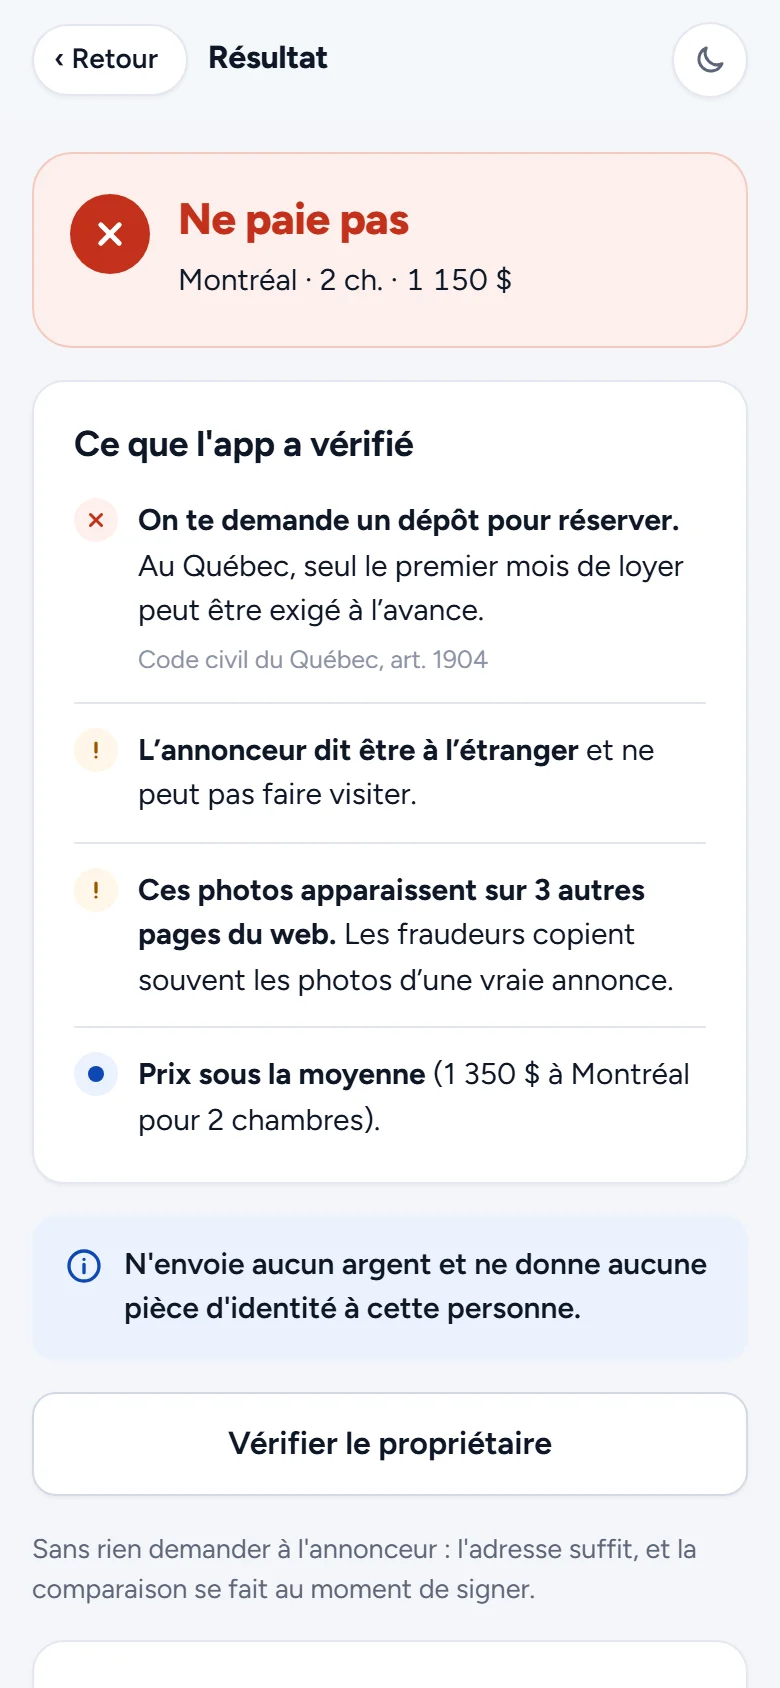 ‹ Retour
Résultat
Ne paie pas
Montréal · 2 ch. · 1 150 $
Ce que l'app a vérifié
On te demande un dépôt pour réserver.
Au Québec, seul le premier mois de loyer
peut être exigé à l’avance.
Code civil du Québec, art. 1904
L’annonceur dit être à l’étranger et ne
peut pas faire visiter.
Ces photos apparaissent sur 3 autres
pages du web. Les fraudeurs copient
souvent les photos d’une vraie annonce.
Prix sous la moyenne (1 350 $ à Montréal
pour 2 chambres).
N'envoie aucun argent et ne donne aucune
pièce d'identité à cette personne.
Vérifier le propriétaire
Sans rien demander à l'annonceur : l'adresse suffit, et la
comparaison se fait au moment de signer.